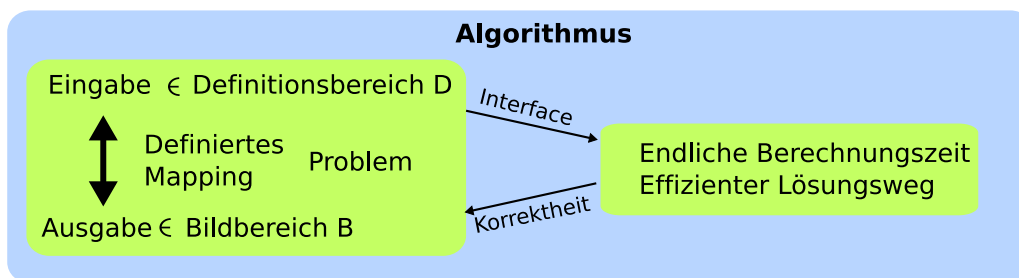 Algorithmus
Eingabe ∈ Definitionsbereich D
Definiertes
Mapping
Problem
Ausgabe ∈ Bildbereich B
Interface
Korrektheit
Endliche Berechnungszeit
Effizienter Lösungsweg